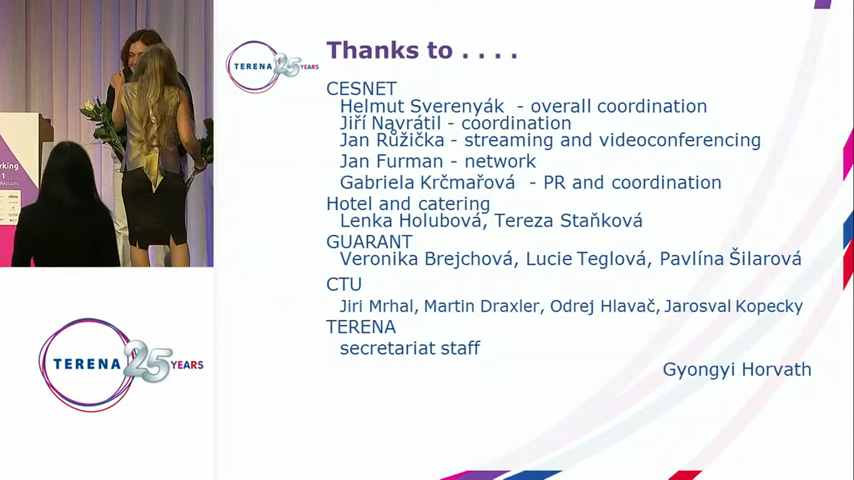 TERENA 25 YEARS
Thanks to . . . .
CESNET
Helmut Sverenyák - overall coordination
Jiří Navrátil - coordination
Jan Růžička - streaming and videoconferencing
Jan Furman - network
Gabriela Krčmařová - PR and coordination
Hotel and catering
Lenka Holubová, Tereza Staňková
GUARANT
Veronika Brejchová, Lucie Teglová, Pavlína Šilarová
CTU
Jiri Mrhal, Martin Draxler, Odrej Hlavač, Jarosval Kopecky
TERENA
secretariat staff
Gyongyi Horvath
TERENA 25 YEARS